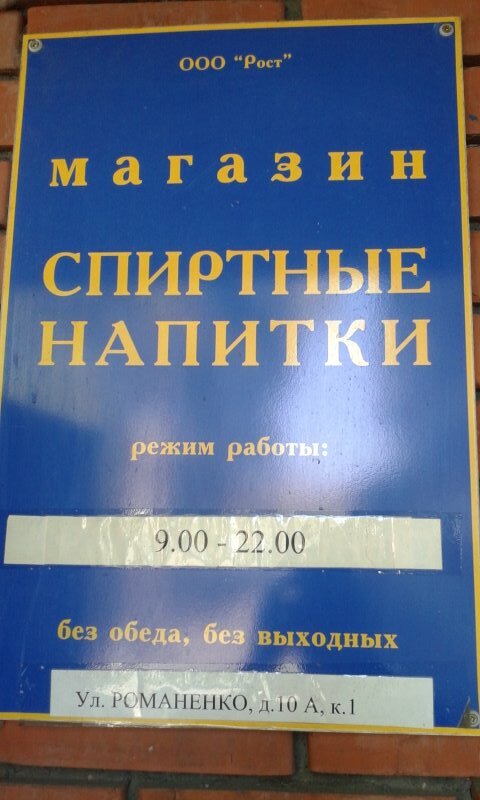 ООО "Рост"
магазин
СПИРТНЫЕ
НАПИТКИ
режим работы:
9.00 - 22.00
без обеда, без выходных
Ул. РОМАНЕНКО, д.10 А, к.1